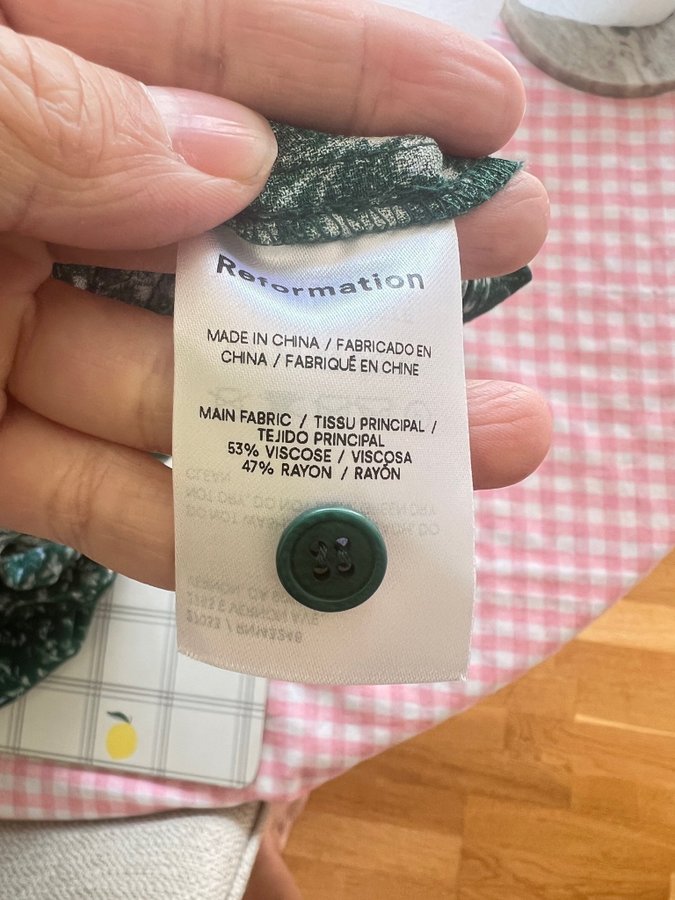 Reformation
MADE IN CHINA / FABRICADO EN
CHINA / FABRIQUÉ EN CHINE
MAIN FABRIC / TISSU PRINCIPAL /
TEJIDO PRINCIPAL
53% VISCOSE / VISCOSA
47% RAYON / RAYÓN